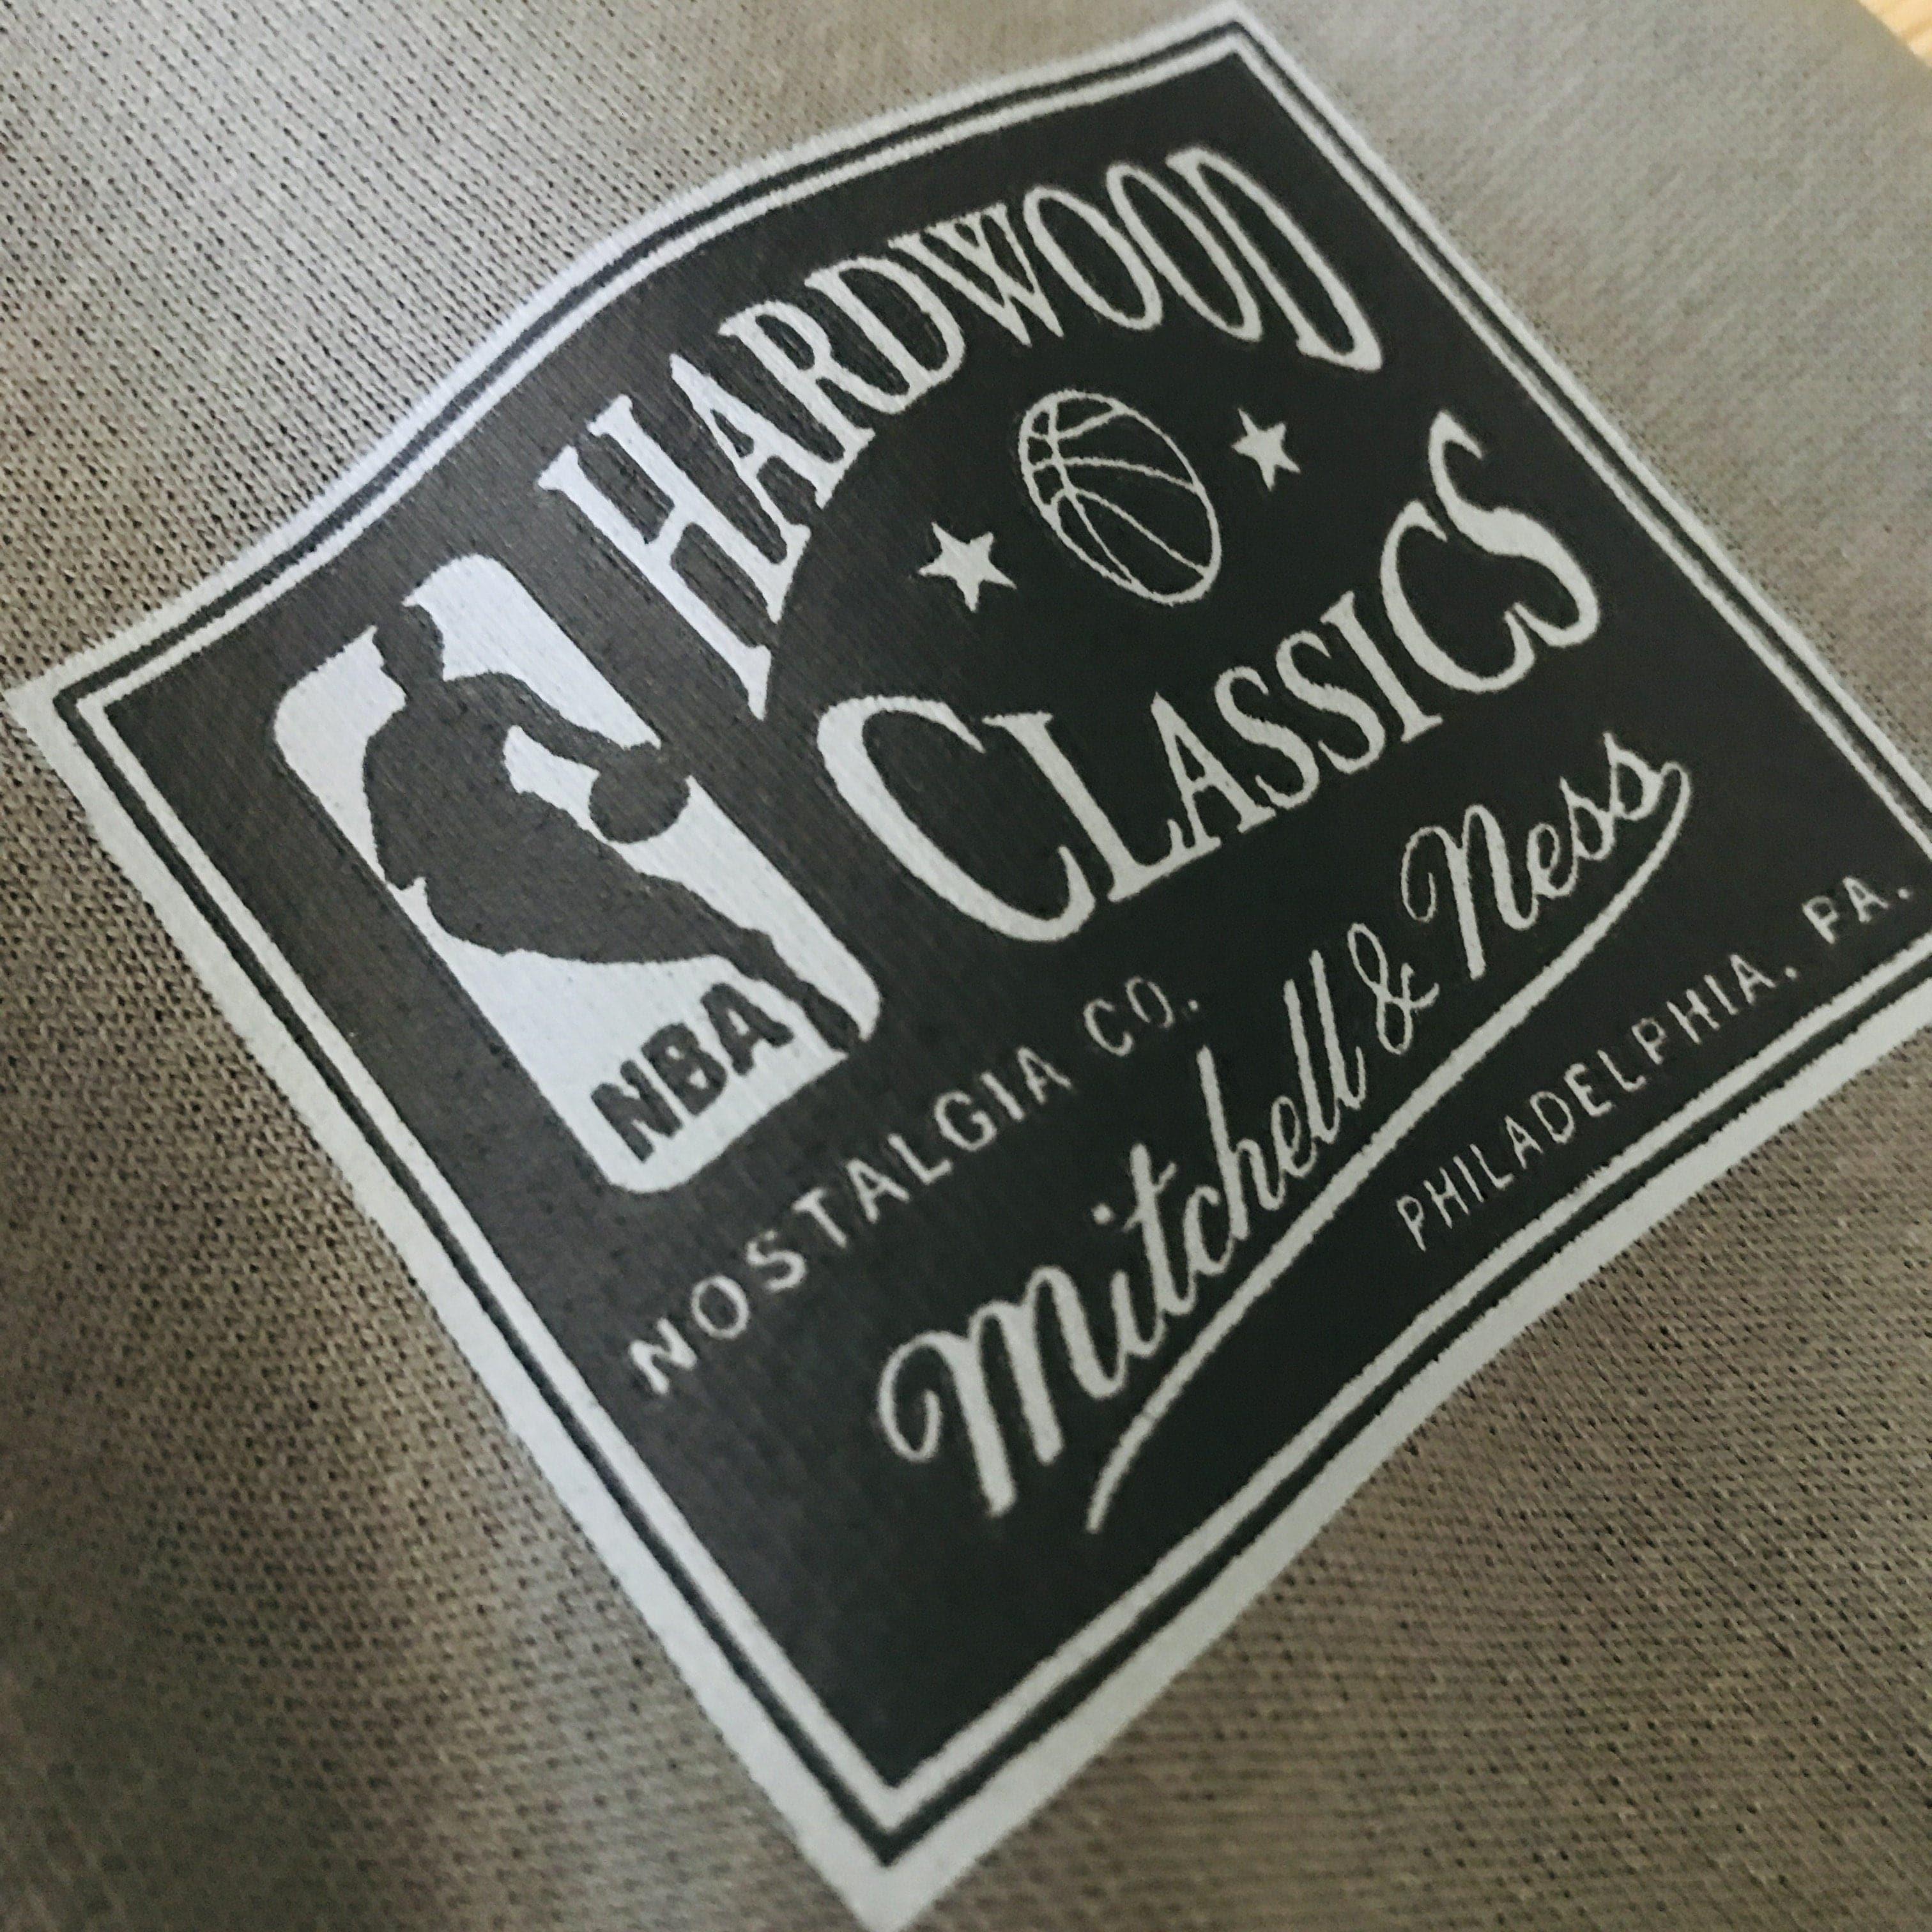 HARDWOOD
CLASSICS
NBA
NOSTALGIA CO.
Mitchell & Ness
PHILADELPHIA. PA.